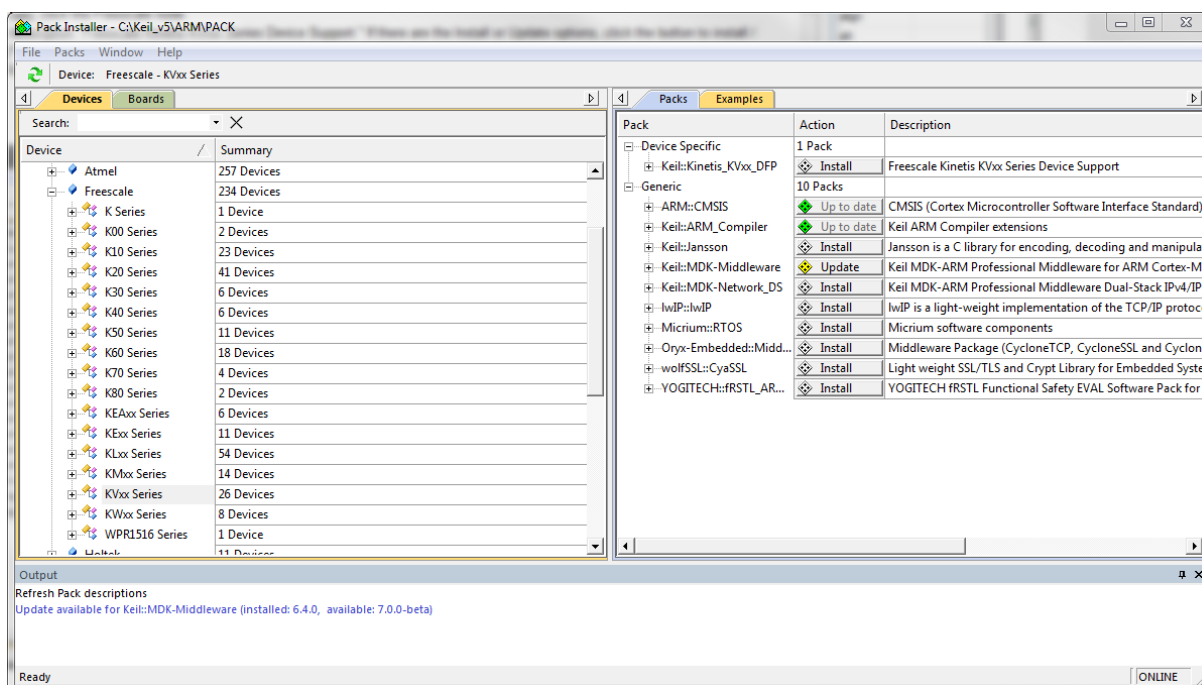 Pack Installer - C:\Keil_v5\ARM\PACK
File Packs Window Help
Device: Freescale - KVxx Series
Devices Boards
Search:
Device Summary
Atmel 257 Devices
Freescale 234 Devices
K Series 1 Device
K00 Series 2 Devices
K10 Series 23 Devices
K20 Series 41 Devices
K30 Series 6 Devices
K40 Series 6 Devices
K50 Series 11 Devices
K60 Series 18 Devices
K70 Series 4 Devices
K80 Series 2 Devices
KEAxx Series 6 Devices
KExx Series 11 Devices
KLxx Series 54 Devices
KMxx Series 14 Devices
KVxx Series 26 Devices
KWxx Series 8 Devices
WPR1516 Series 1 Device
Holtek 11 Devices
Packs Examples
Pack Action Description
Device Specific 1 Pack
Keil::Kinetis_KVxx_DFP Install Freescale Kinetis KVxx Series Device Support
Generic 10 Packs
ARM::CMSIS Up to date CMSIS (Cortex Microcontroller Software Interface Standard)
Keil::ARM_Compiler Up to date Keil ARM Compiler extensions
Keil::Jansson Install Jansson is a C library for encoding, decoding and manipula
Keil::MDK-Middleware Update Keil MDK-ARM Professional Middleware for ARM Cortex-M
Keil::MDK-Network_DS Install Keil MDK-ARM Professional Middleware Dual-Stack IPv4/IP
lwIP::lwIP Install lwIP is a light-weight implementation of the TCP/IP protoc
Micrium::RTOS Install Micrium software components
Oryx-Embedded::Midd... Install Middleware Package (CycloneTCP, CycloneSSL and Cyclon
wolfSSL::CyaSSL Install Light weight SSL/TLS and Crypt Library for Embedded Syste
YOGITECH::fRSTL_AR... Install YOGITECH fRSTL Functional Safety EVAL Software Pack for
Output
Refresh Pack descriptions
Update available for Keil::MDK-Middleware (installed: 6.4.0, available: 7.0.0-beta)
Ready ONLINE